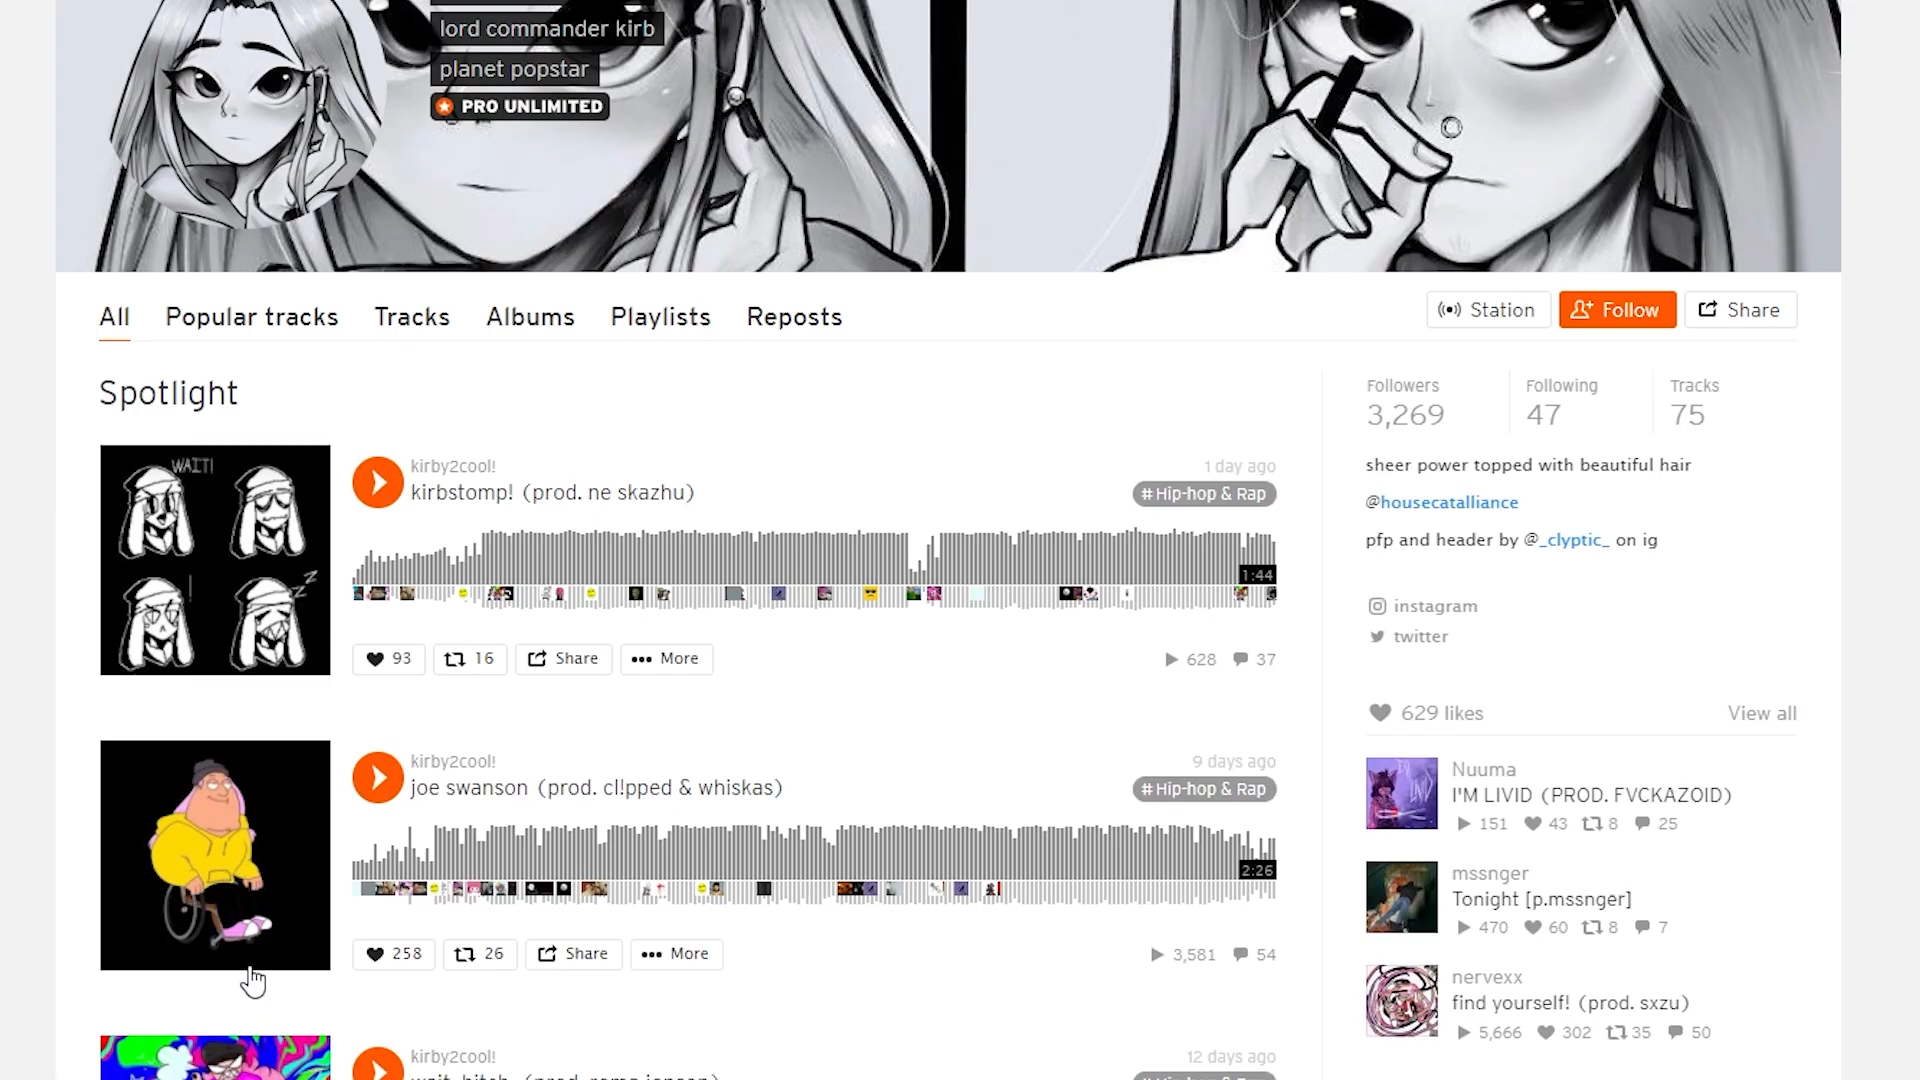 lord commander kirb
planet popstar
PRO UNLIMITED
All
Popular tracks
Tracks
Albums
Playlists
Reposts
Station
Follow
Share
Spotlight
WAIT!
kirby2cool!
1 day ago
kirbstomp! (prod. ne skazhu)
# Hip-hop & Rap
1:44
93
16
Share
More
628
37
kirby2cool!
9 days ago
joe swanson (prod. cl!pped & whiskas)
# Hip-hop & Rap
2:26
258
26
Share
More
3,581
54
kirby2cool!
12 days ago
Followers
3,269
Following
47
Tracks
75
sheer power topped with beautiful hair
@housecatalliance
pfp and header by @_clyptic_ on ig
instagram
twitter
629 likes
View all
Nuuma
I'M LIVID (PROD. FVCKAZOID)
151
43
8
25
mssnger
Tonight [p.mssnger]
470
60
8
7
nervexx
find yourself! (prod. sxzu)
5,666
302
35
50